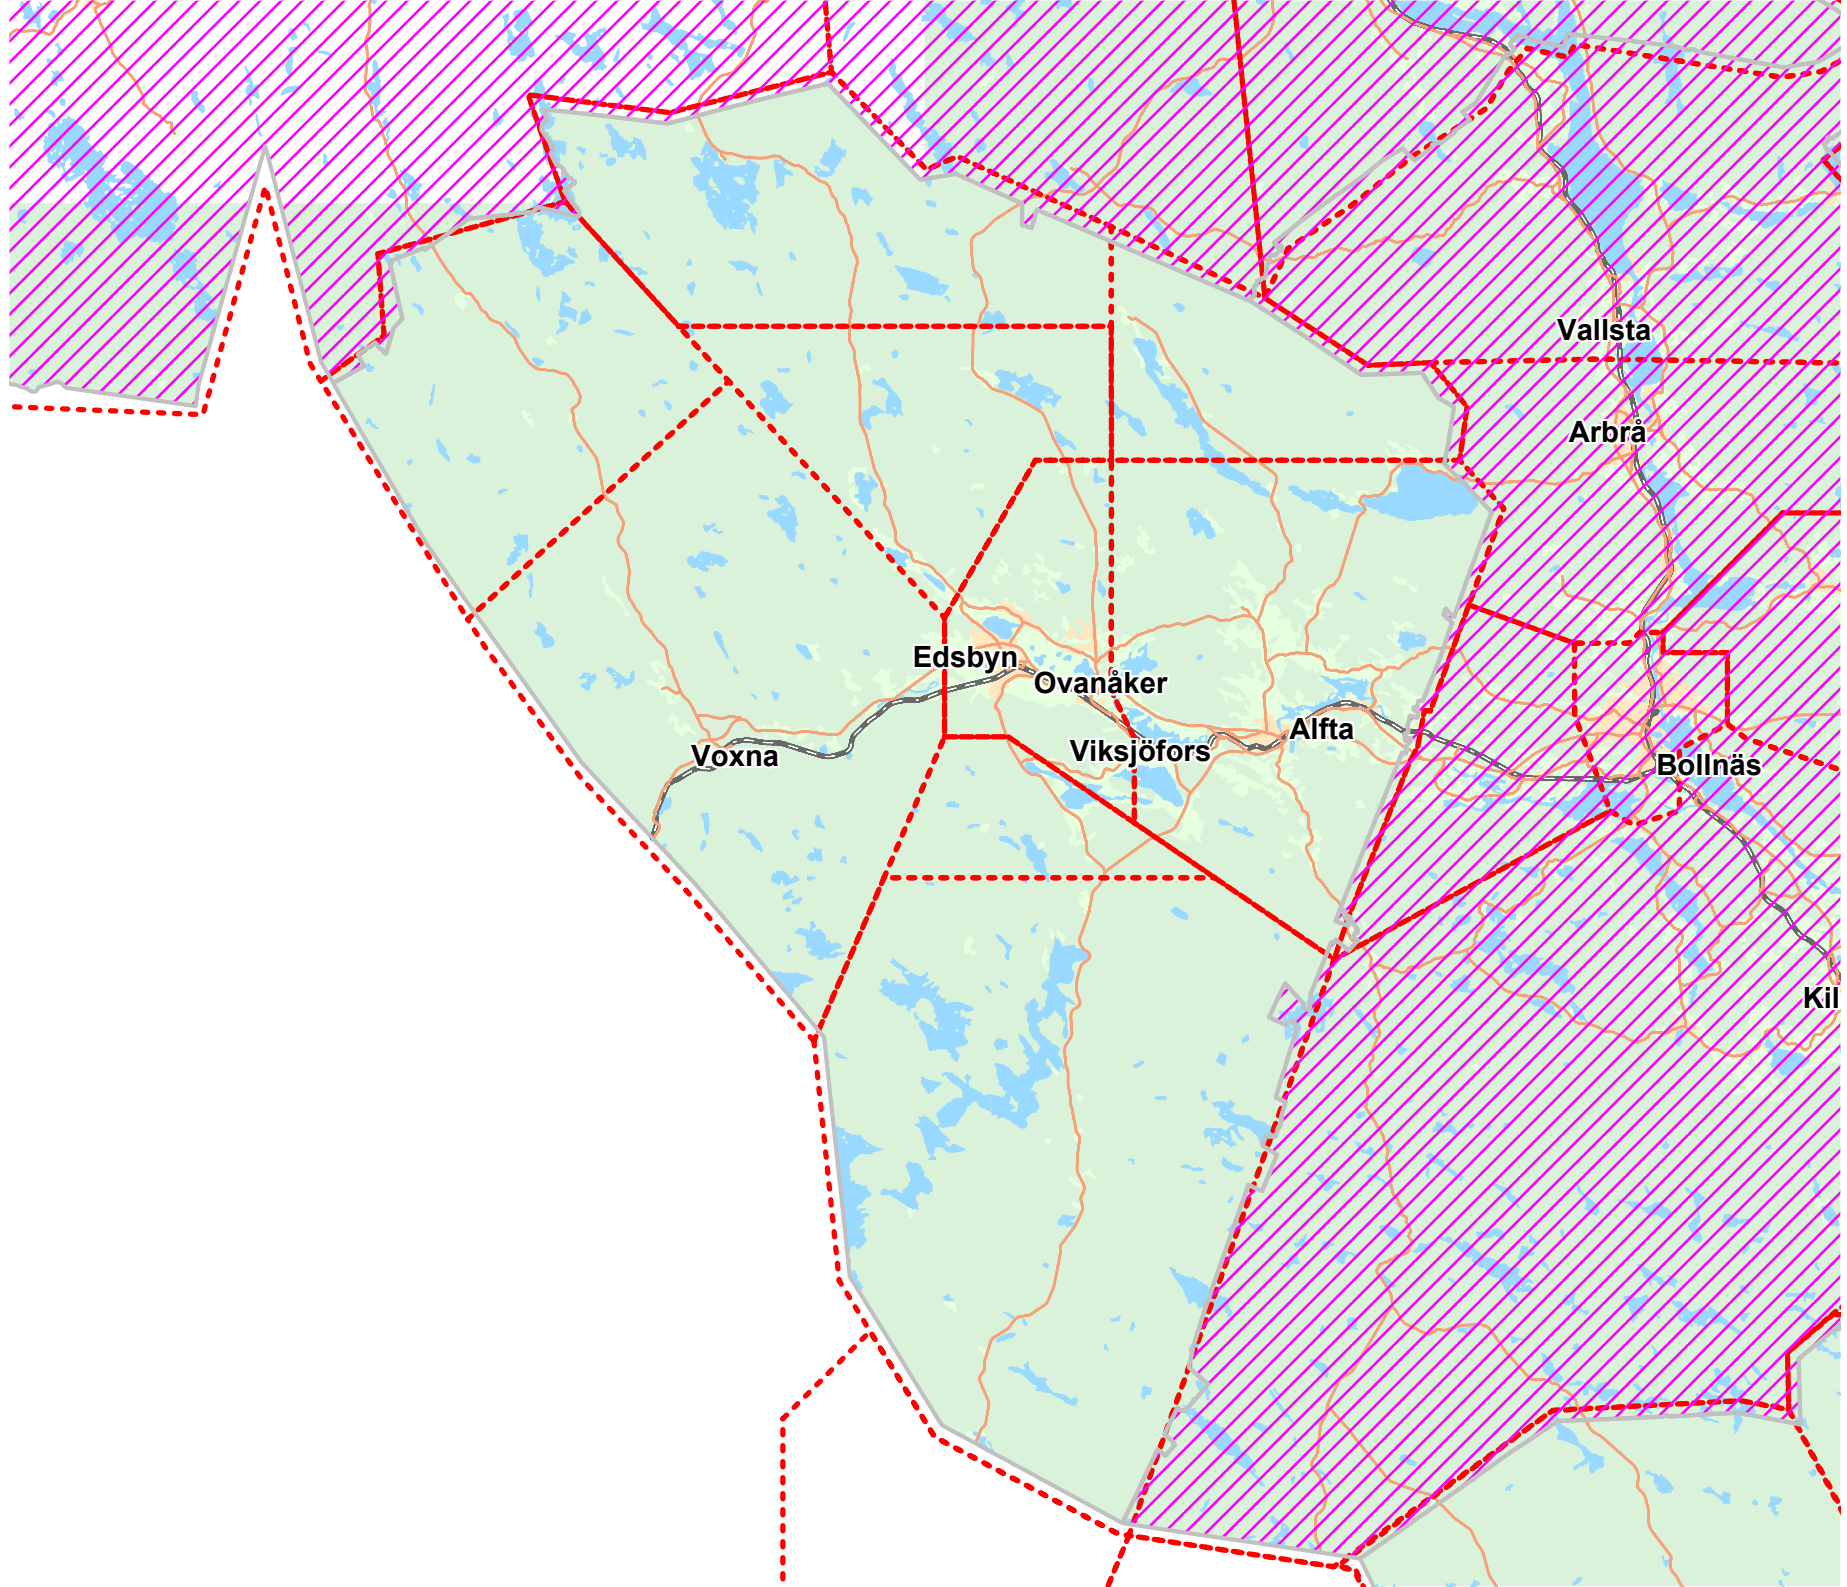 Vallsta
Arbrå
Edsbyn
Ovanåker
Alfta
Viksjöfors
Voxna
Bollnäs
Kil